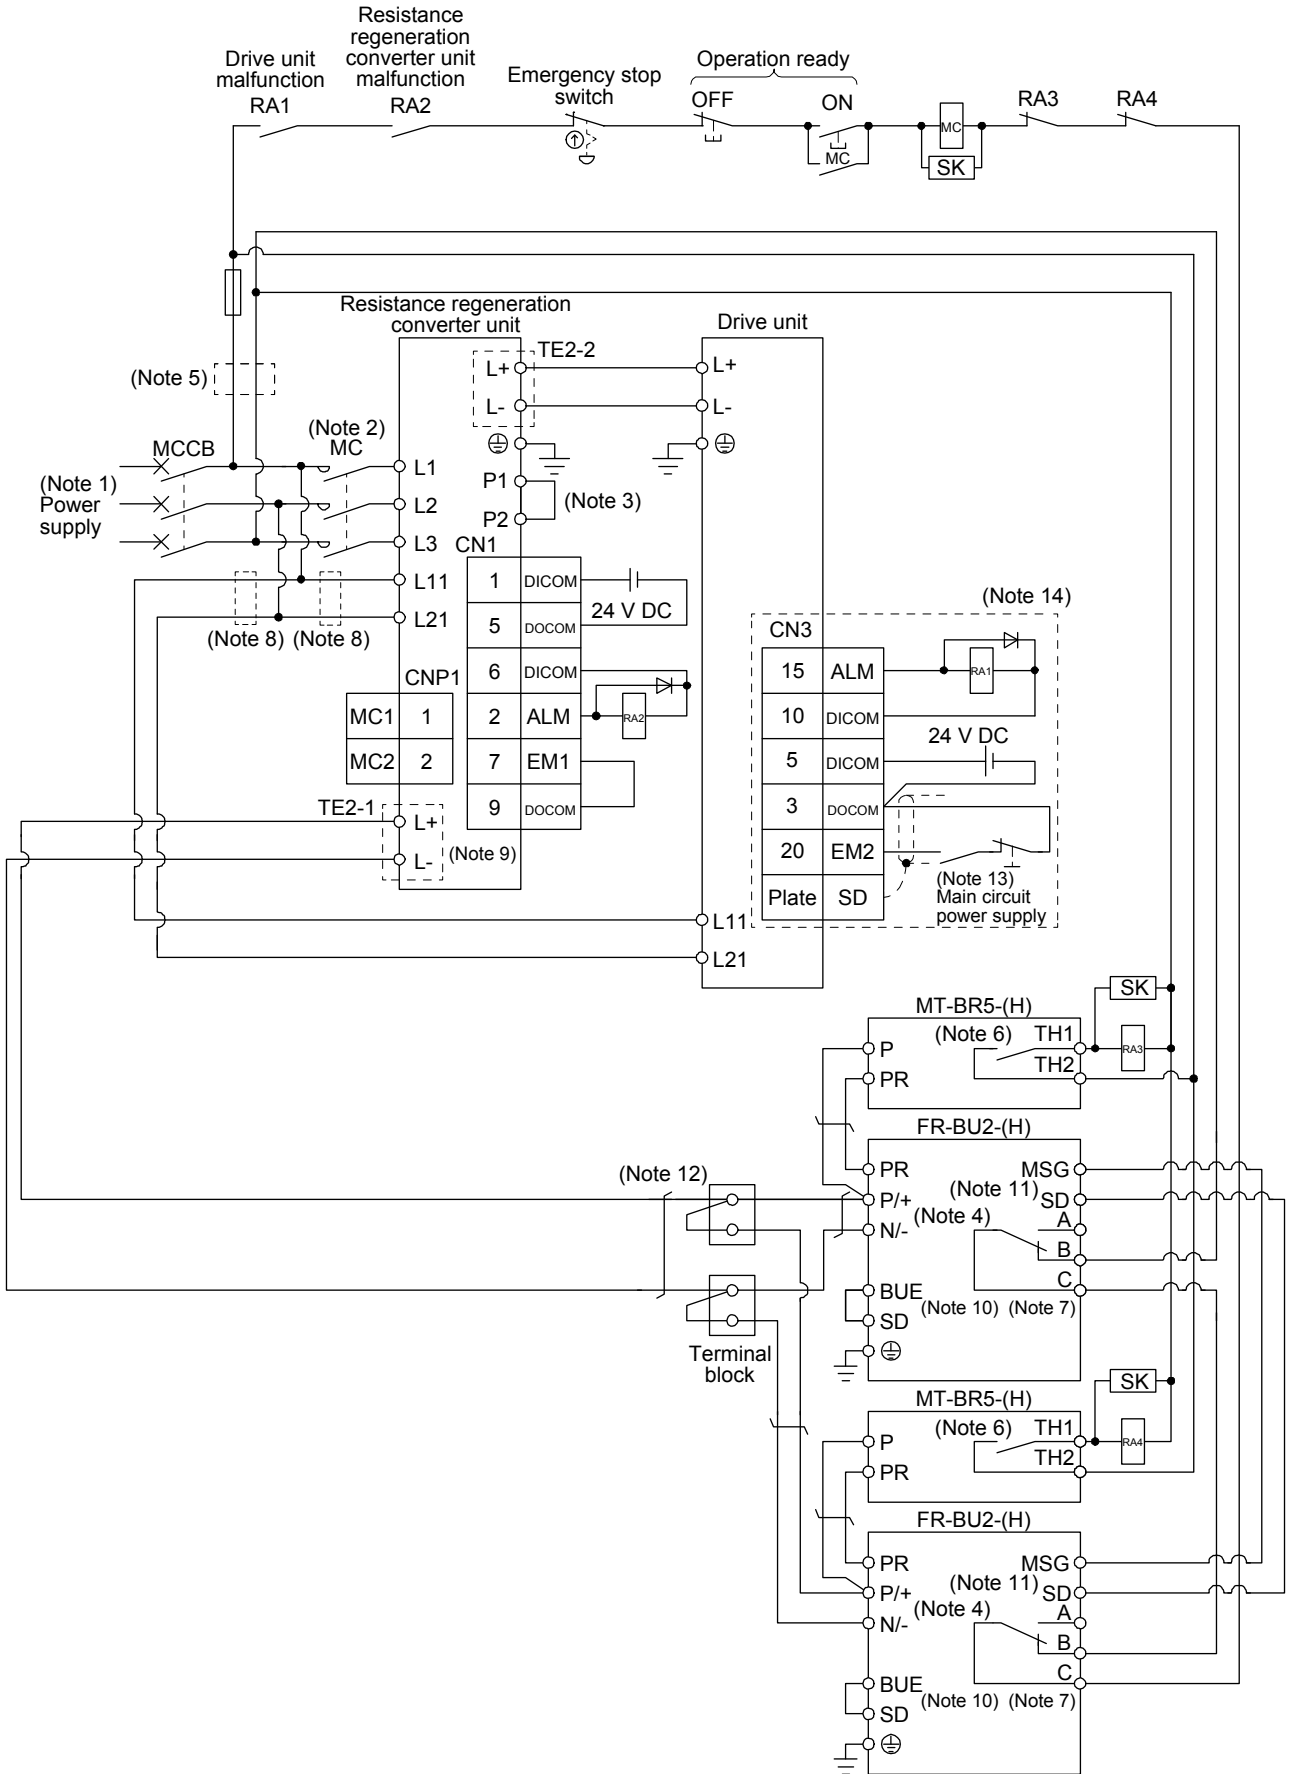 Resistance
regeneration
converter unit
malfunction
Drive unit
malfunction
Emergency stop
switch
Operation ready
RA1
RA2
OFF
ON
RA3
RA4
MC
MC
SK
Resistance regeneration
converter unit
Drive unit
(Note 5)
TE2-2
L+
L+
L-
L-
(Note 2)
MC
MCCB
(Note 1)
Power
supply
L1
P1
(Note 3)
L2
P2
L3
CN1
L11
1 DICOM
24 V DC
L21
5 DOCOM
(Note 8) (Note 8)
(Note 14)
CN3
6 DICOM
15 ALM
RA1
CNP1
MC1 1
2 ALM
RA2
10 DICOM
24 V DC
MC2 2
7 EM1
5 DICOM
TE2-1
L+
9 DOCOM
3 DOCOM
L-
(Note 9)
20 EM2
(Note 13)
Main circuit
power supply
Plate SD
L11
L21
SK
MT-BR5-(H)
(Note 6)
TH1
P
RA3
TH2
PR
FR-BU2-(H)
(Note 12)
PR
MSG
(Note 11)
P/+
SD
(Note 4)
A
N/-
B
C
BUE
(Note 10) (Note 7)
SD
Terminal
block
SK
MT-BR5-(H)
(Note 6)
TH1
P
RA4
TH2
PR
FR-BU2-(H)
PR
MSG
(Note 11)
P/+
SD
(Note 4)
A
N/-
B
C
BUE
(Note 10) (Note 7)
SD